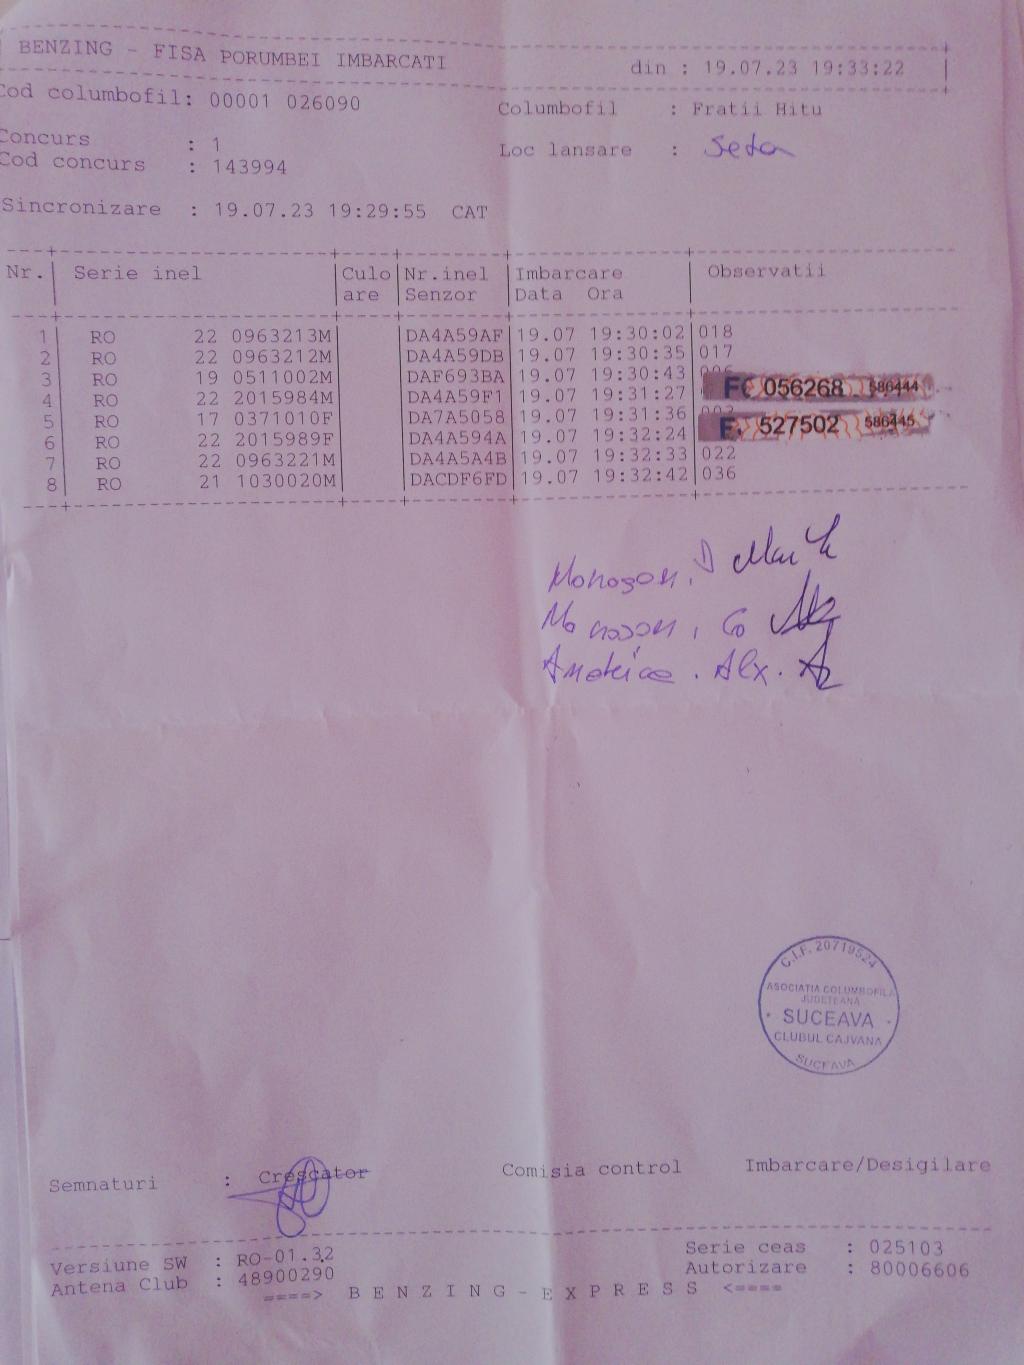 BENZING - FISA PORUMBEI IMBARCATI din : 19.07.23 19:33:22
Cod columbofil: 00001 026090 Columbofil : Fratii Hitu
Concurs : 1 Loc lansare :
Cod concurs : 143994
Sincronizare : 19.07.23 19:29:55 CAT
Nr. Serie inel Culo Nr.inel Imbarcare Observatii
are Senzor Data Ora
1 RO 22 0963213M DA4A59AF 19.07 19:30:02 018
2 RO 22 0963212M DA4A59DB 19.07 19:30:35 017
3 RO 19 0511002M DAF693BA 19.07 19:30:43
4 RO 22 2015984M DA4A59F1 19.07 19:31:27 056268 586444
5 RO 17 0371010F DA7A5058 19.07 19:31:36
6 RO 22 2015989F DA4A594A 19.07 19:32:24 527502 586445
7 RO 22 0963221M DA4A5A4B 19.07 19:32:33 022
8 RO 21 1030020M DACDF6FD 19.07 19:32:42 036
C.I.F. 20719524
ASOCIATIA COLUMBOFILA
JUDETEANA
SUCEAVA
CLUBUL CAJVANA
SUCEAVA
Semnaturi : Crescator Comisia control Imbarcare/Desigilare
Versiune SW : RO-01.32 Serie ceas : 025103
Antena Club : 48900290 Autorizare : 80006606
====> BENZING-EXPRESS <====